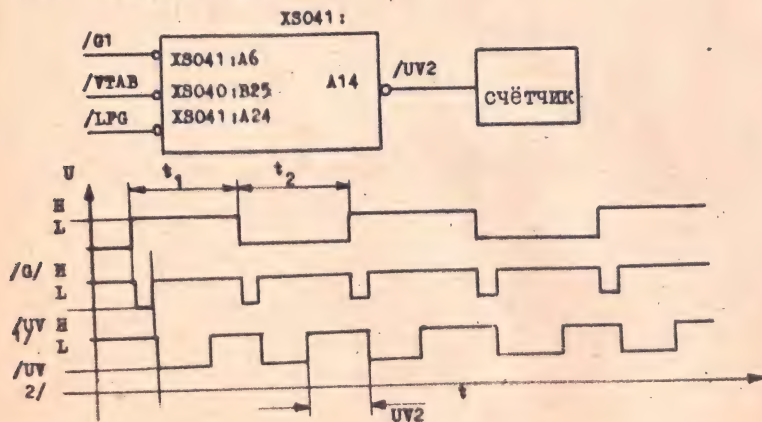 XS041:
/G1
XS041:A6
/VTAB
XS040:B25
A14
/UV2
счётчик
/LPG
XS041:A24
U
t₁
t₂
H
L
/G/ H
L
/UV H
1/ L
/UV
2/
t
UV2